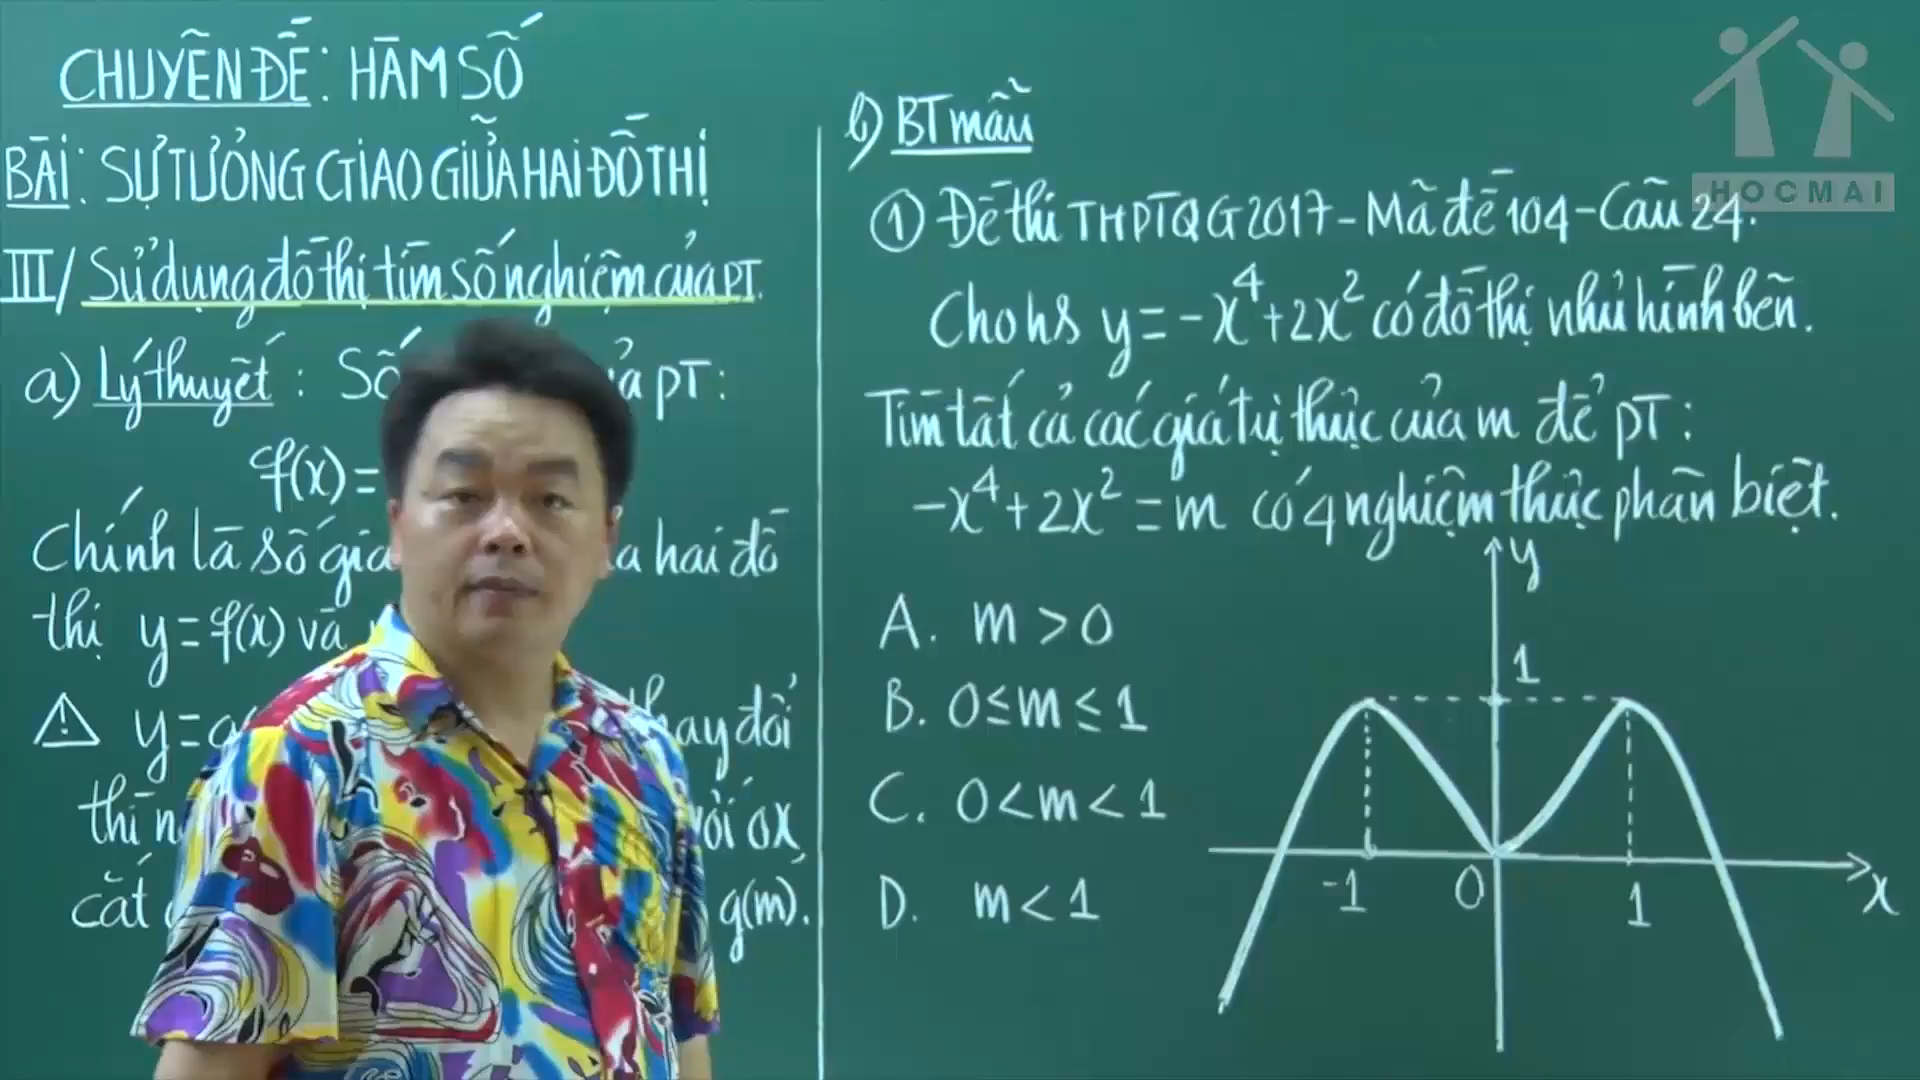 CHUYÊN ĐỀ: HÀM SỐ
BÀI: SỰ TƯƠNG GIAO GIỮA HAI ĐỒ THỊ
III/ Sử dụng đồ thị tìm số nghiệm của PT.
a) Lý thuyết: Số PT:
f(x)=
Chính là số hai đồ
thị y=f(x) và
⚠ y= đổi
thì với ox,
cắt g(m).
b) BT mẫu
① Đề thi THPTQG 2017 - Mã đề 104 - Câu 24.
Cho hs y = -x⁴+2x² có đồ thị như hình bên.
Tìm tất cả các giá trị thực của m để PT:
-x⁴+2x² = m có 4 nghiệm thực phân biệt.
A. m > 0
B. 0 ≤ m ≤ 1
C. 0 < m < 1
D. m < 1
y
1
-1
0
1
x
HOCMAI